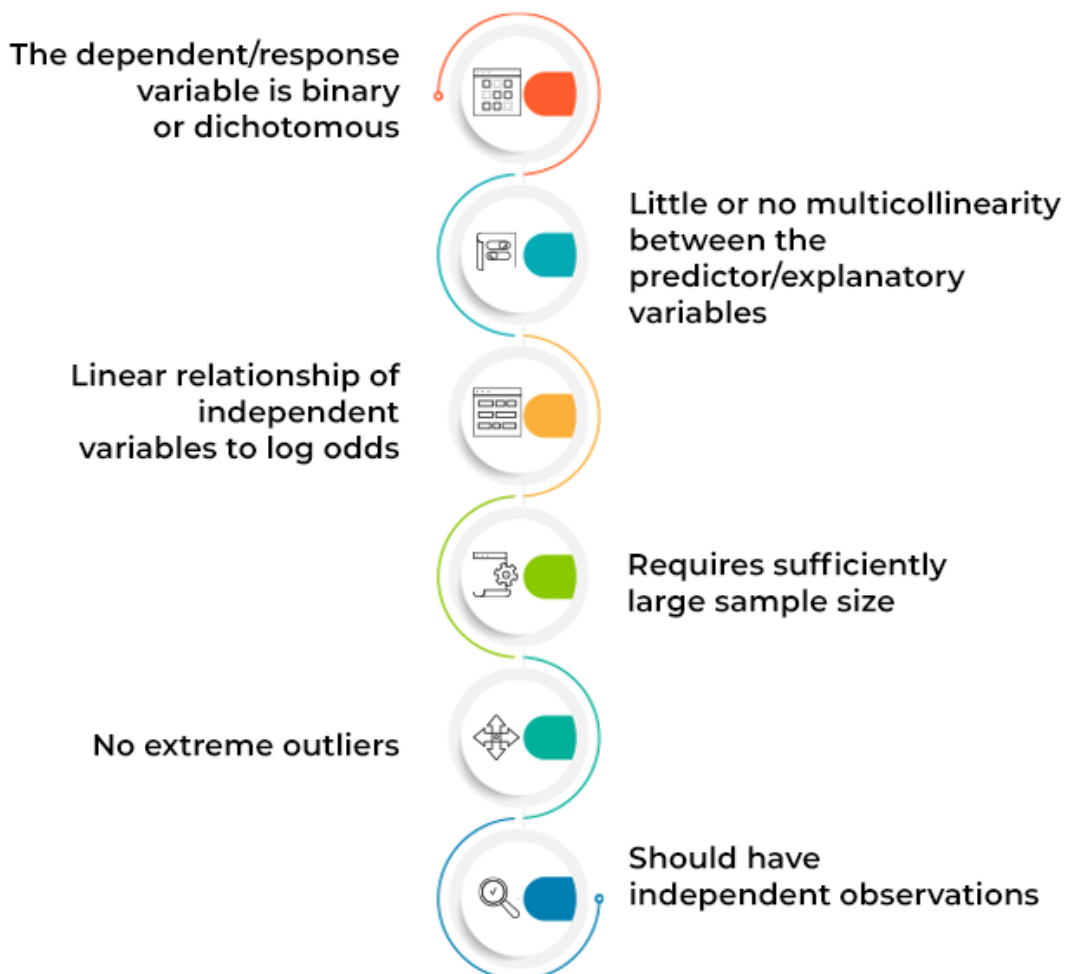 The dependent/response
variable is binary
or dichotomous
Little or no multicollinearity
between the
predictor/explanatory
variables
Linear relationship of
independent
variables to log odds
Requires sufficiently
large sample size
No extreme outliers
Should have
independent observations